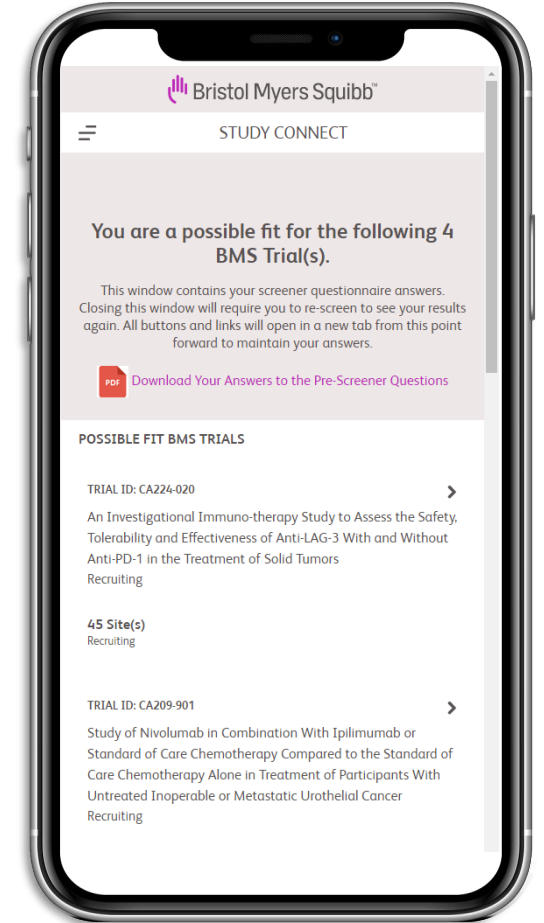 Bristol Myers Squibb™
STUDY CONNECT
You are a possible fit for the following 4
BMS Trial(s).
This window contains your screener questionnaire answers.
Closing this window will require you to re-screen to see your results
again. All buttons and links will open in a new tab from this point
forward to maintain your answers.
PDF Download Your Answers to the Pre-Screener Questions
POSSIBLE FIT BMS TRIALS
TRIAL ID: CA224-020
An Investigational Immuno-therapy Study to Assess the Safety,
Tolerability and Effectiveness of Anti-LAG-3 With and Without
Anti-PD-1 in the Treatment of Solid Tumors
Recruiting
45 Site(s)
Recruiting
TRIAL ID: CA209-901
Study of Nivolumab in Combination With Ipilimumab or
Standard of Care Chemotherapy Compared to the Standard of
Care Chemotherapy Alone in Treatment of Participants With
Untreated Inoperable or Metastatic Urothelial Cancer
Recruiting